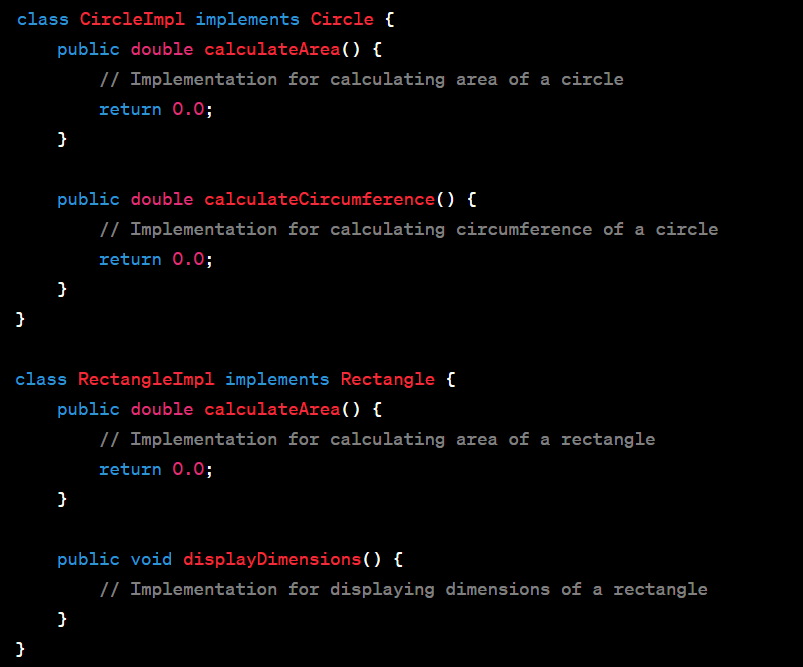 class CircleImpl implements Circle {
    public double calculateArea() {
        // Implementation for calculating area of a circle
        return 0.0;
    }

    public double calculateCircumference() {
        // Implementation for calculating circumference of a circle
        return 0.0;
    }
}

class RectangleImpl implements Rectangle {
    public double calculateArea() {
        // Implementation for calculating area of a rectangle
        return 0.0;
    }

    public void displayDimensions() {
        // Implementation for displaying dimensions of a rectangle
    }
}